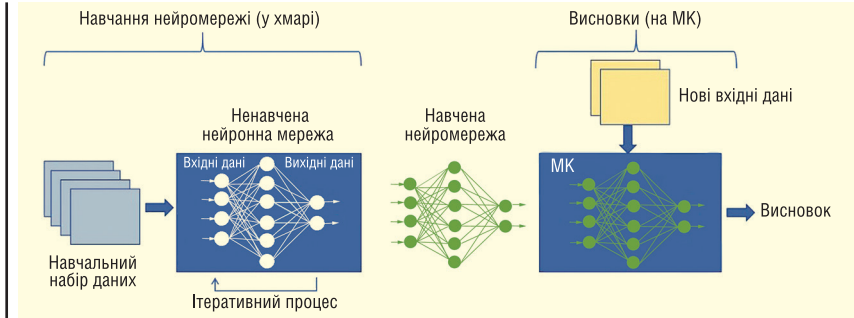 Навчання нейромережі (у хмарі)
Висновки (на МК)
Нові вхідні дані
Ненавчена
нейронна мережа
Навчена
нейромережа
Вхідні дані
Вихідні дані
МК
Висновок
Навчальний
набір даних
Ітеративний процес